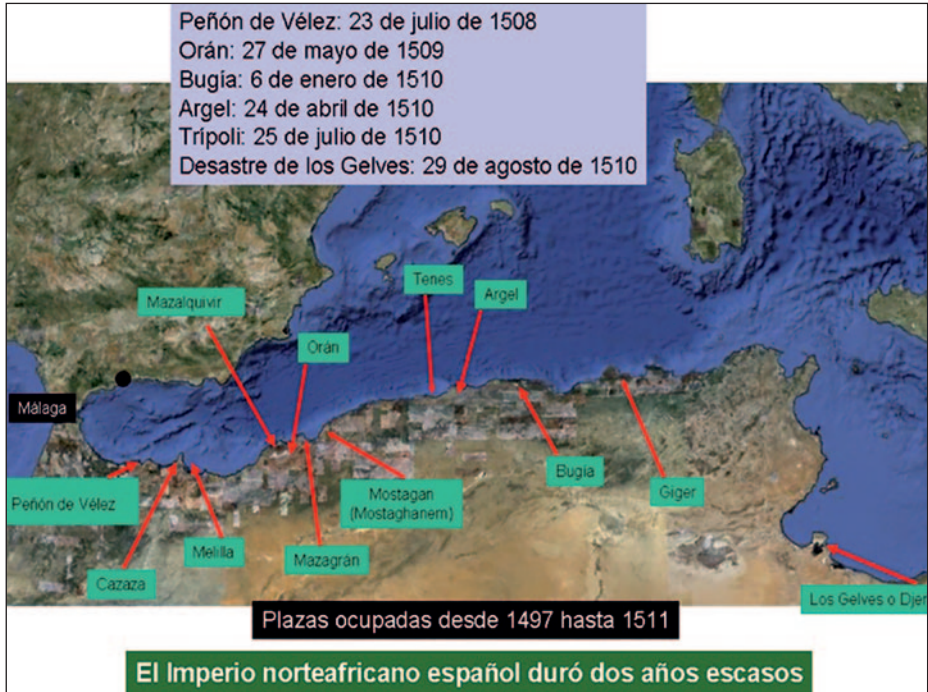 Peñón de Vélez: 23 de julio de 1508
Orán: 27 de mayo de 1509
Bugía: 6 de enero de 1510
Argel: 24 de abril de 1510
Trípoli: 25 de julio de 1510
Desastre de los Gelves: 29 de agosto de 1510
Tenes
Argel
Mazalquivir
Orán
Málaga
Peñón de Vélez
Cazaza
Melilla
Mazagrán
Mostagan
(Mostaghanem)
Bugía
Giger
Los Gelves o Djer
Plazas ocupadas desde 1497 hasta 1511
El Imperio norteafricano español duró dos años escasos